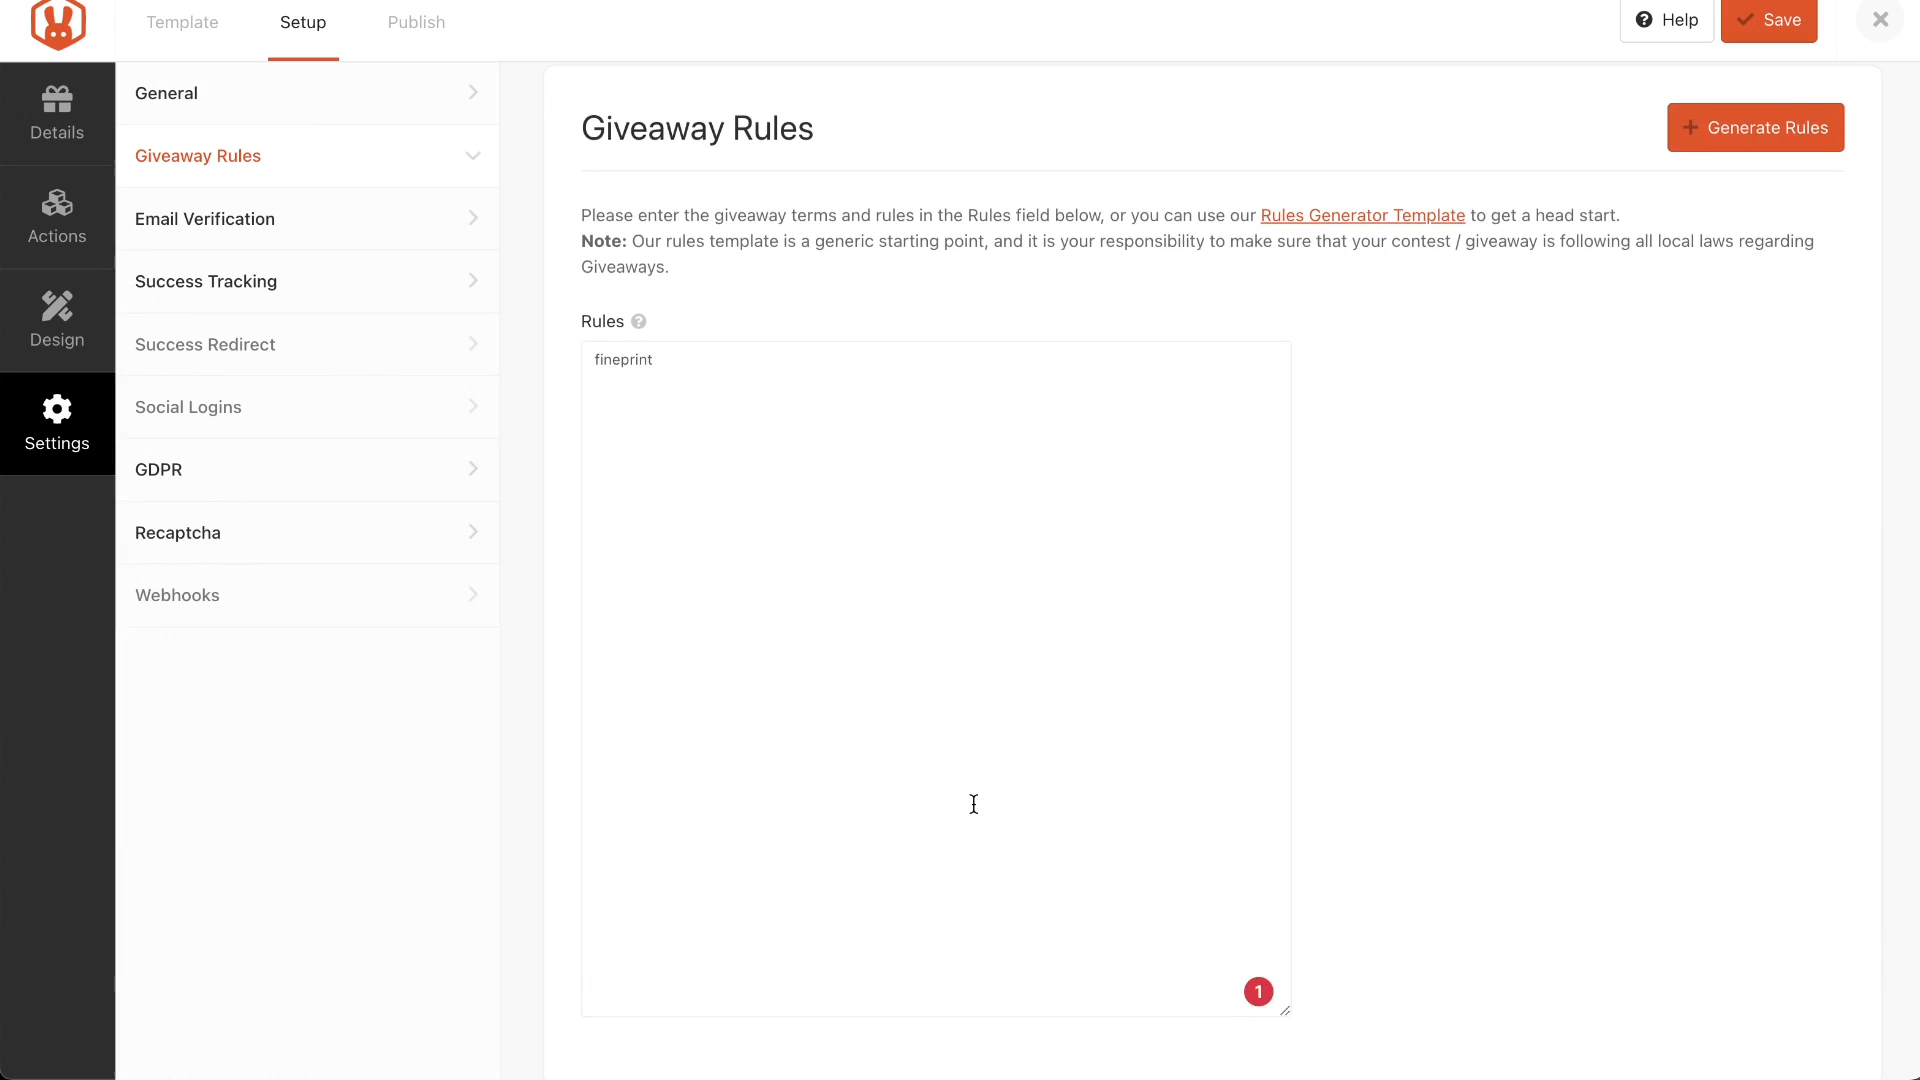 Template
Setup
Publish
Help
Save
Details
Actions
Design
Settings
General
Giveaway Rules
Email Verification
Success Tracking
Success Redirect
Social Logins
GDPR
Recaptcha
Webhooks
Giveaway Rules
Generate Rules
Please enter the giveaway terms and rules in the Rules field below, or you can use our Rules Generator Template to get a head start.
Note: Our rules template is a generic starting point, and it is your responsibility to make sure that your contest / giveaway is following all local laws regarding
Giveaways.
Rules
fineprint
1